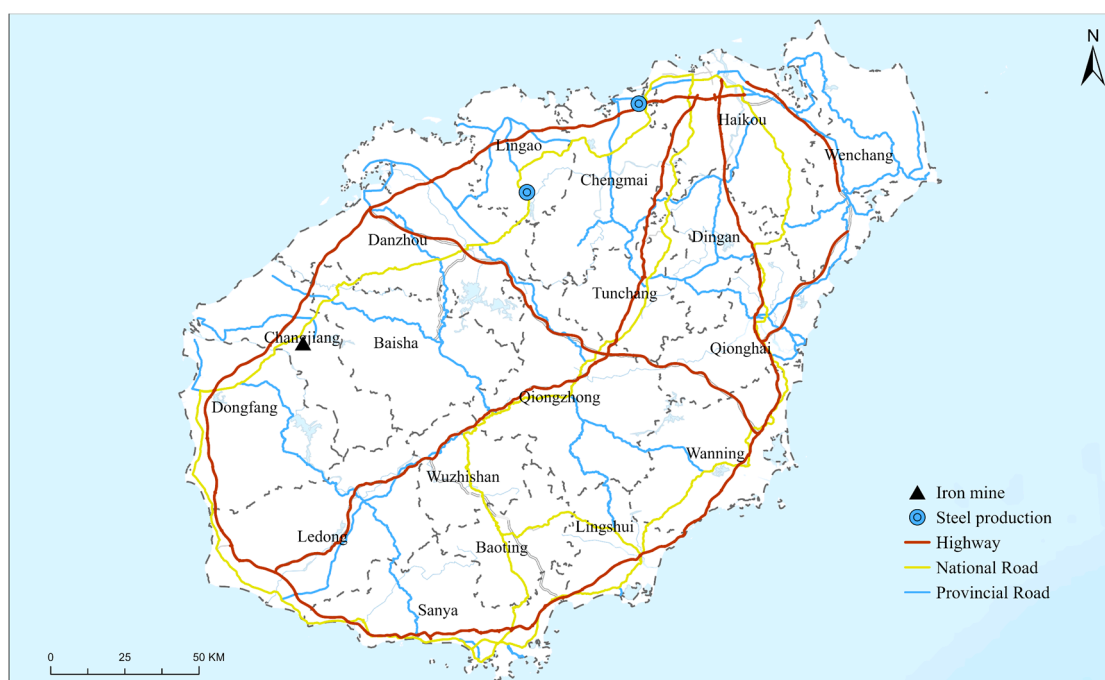 N
Haikou
Lingao
Wenchang
Chengmai
Danzhou
Dingan
Tunchang
Changjiang
Baisha
Qionghai
Dongfang
Qiongzhong
Wanning
Wuzhishan
Lingshui
Ledong
Baoting
Sanya
Iron mine
Steel production
Highway
National Road
Provincial Road
0 25 50 KM